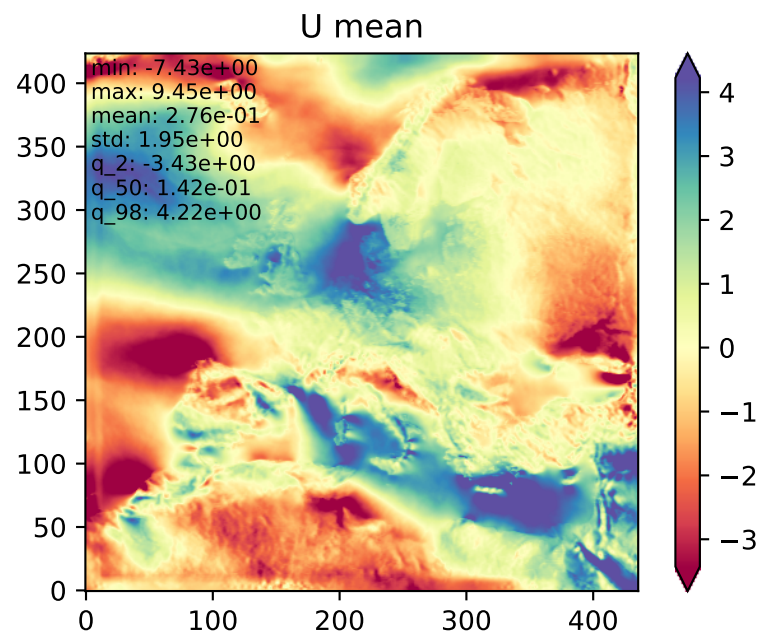 U mean
min: -7.43e+00
max: 9.45e+00
mean: 2.76e-01
std: 1.95e+00
q_2: -3.43e+00
q_50: 1.42e-01
q_98: 4.22e+00
400
350
300
250
200
150
100
50
0
0 100 200 300 400
4
3
2
1
0
−1
−2
−3